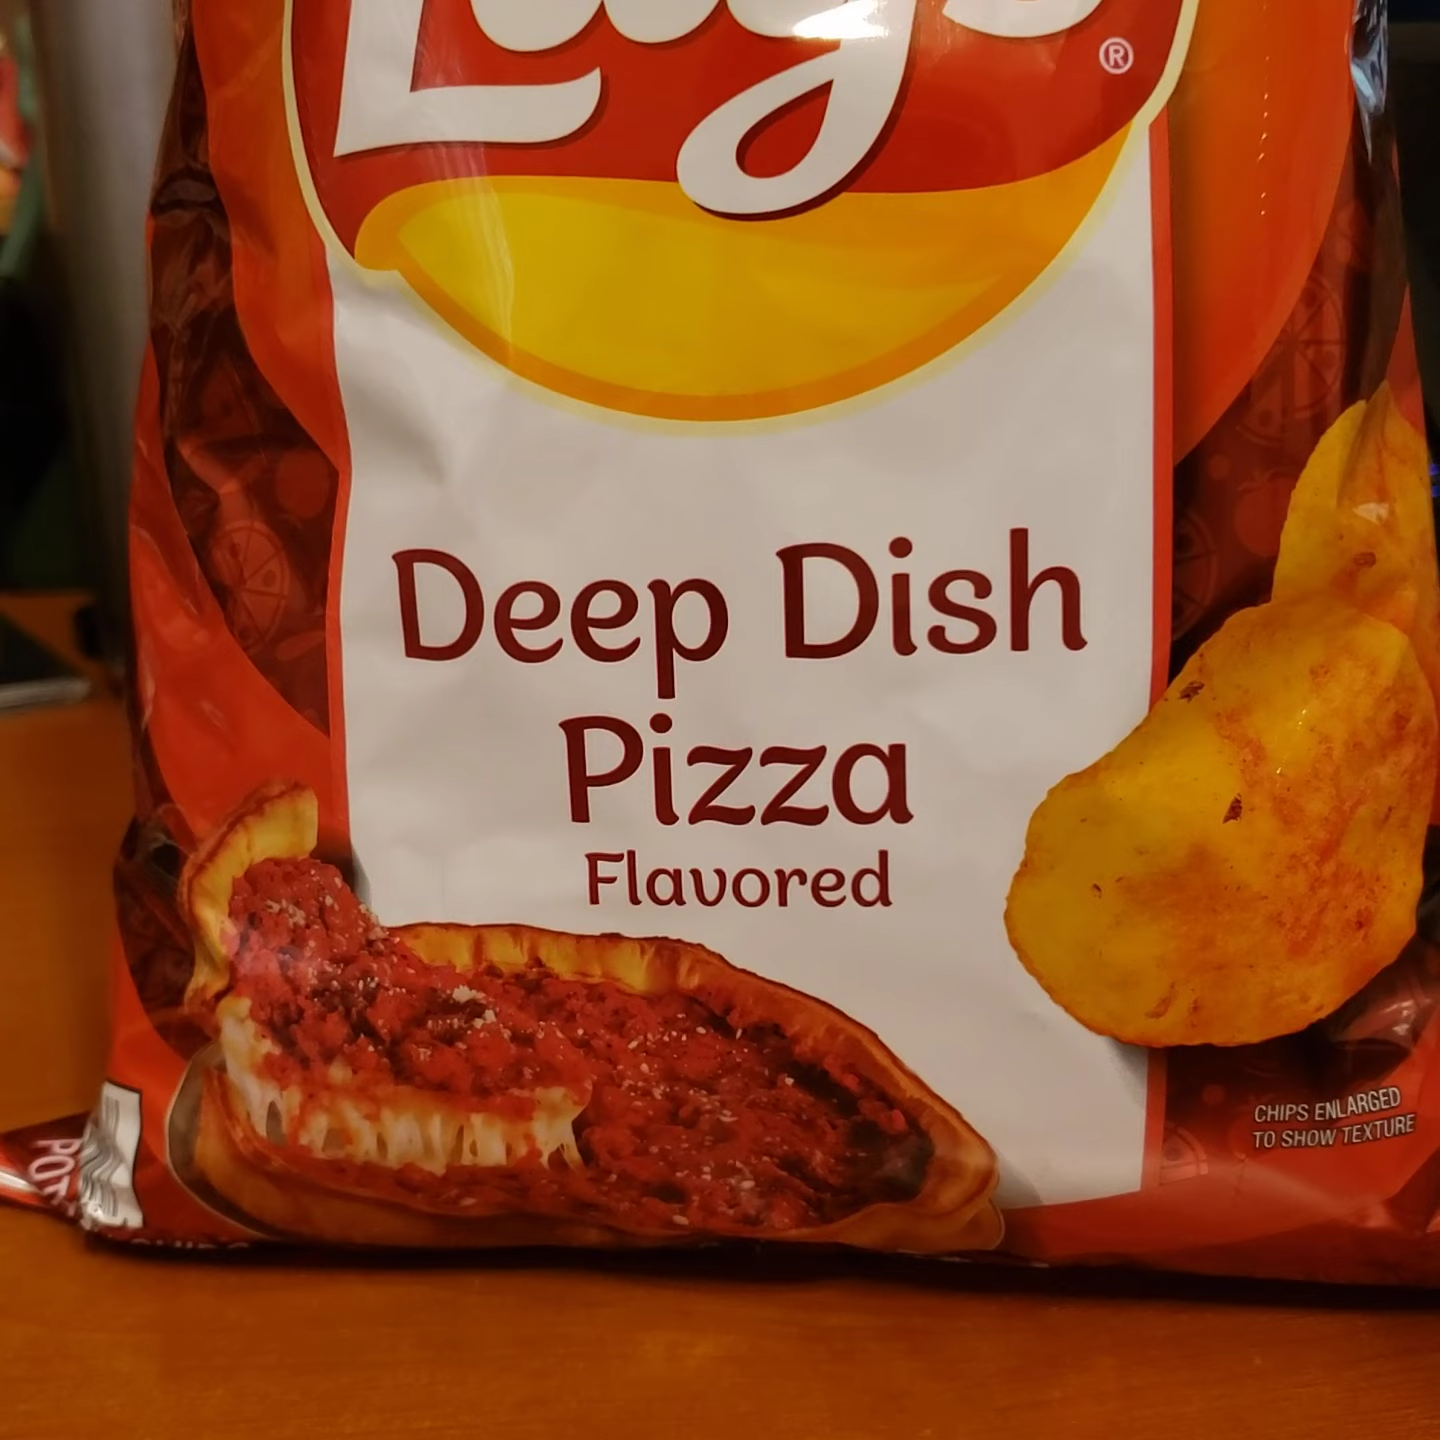 Lay's
®
Deep Dish
Pizza
Flavored
CHIPS ENLARGED
TO SHOW TEXTURE